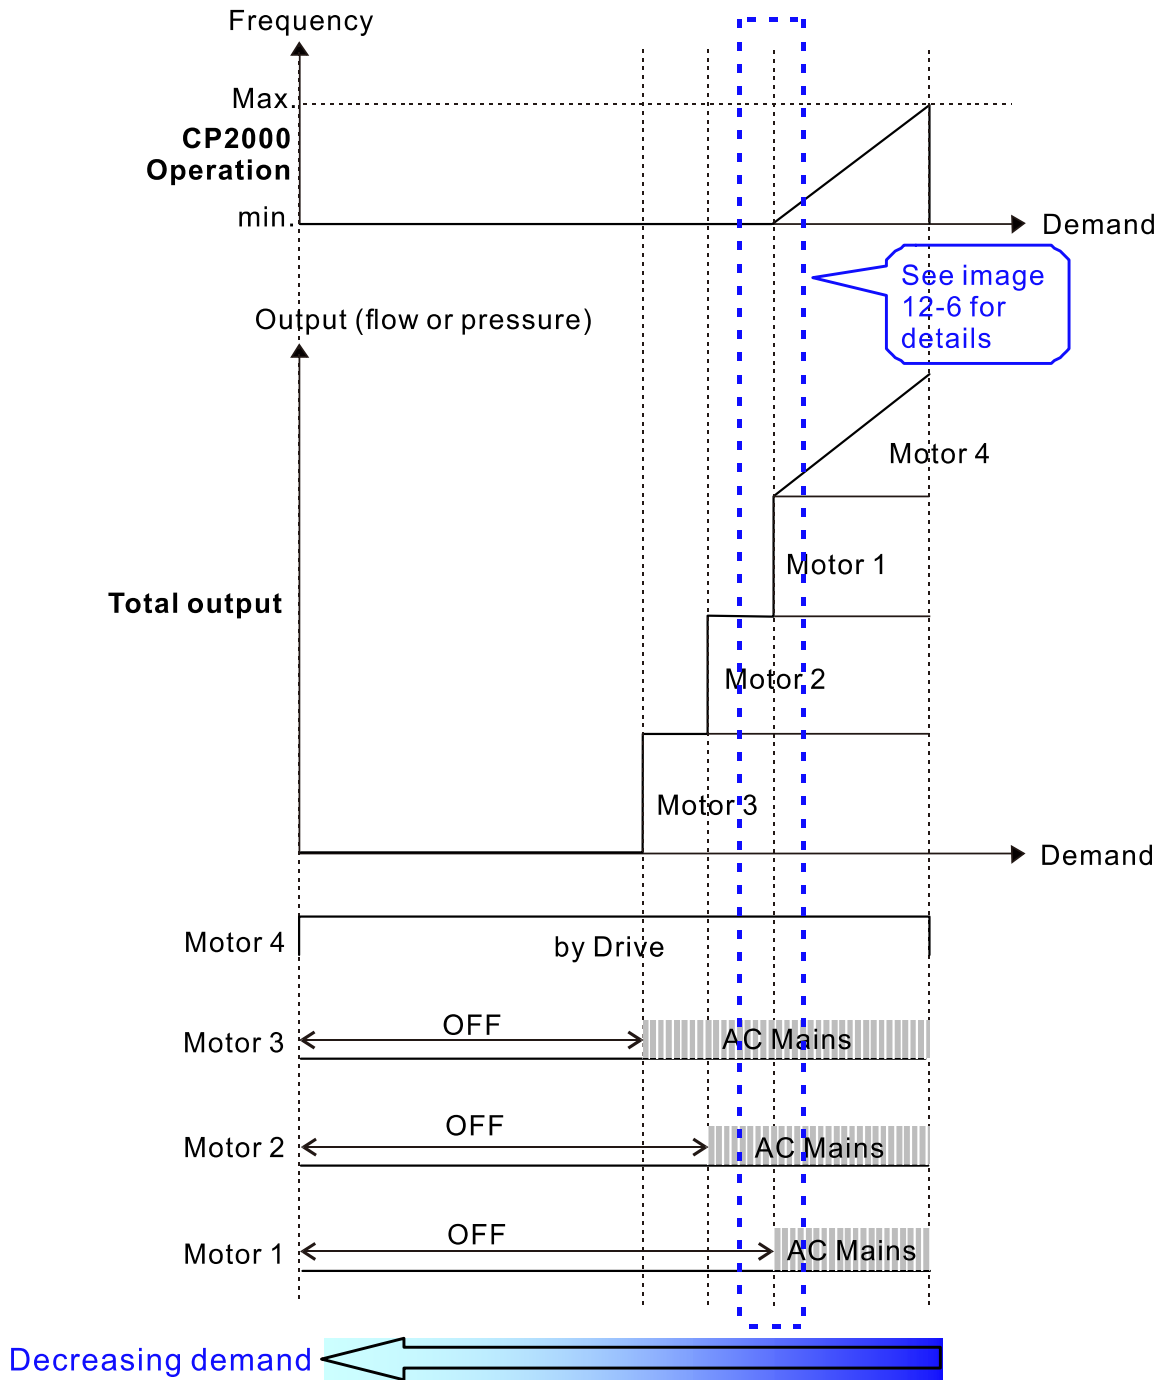 Frequency
Max.
CP2000
Operation
min.
Demand
See image
12-6 for
details
Output (flow or pressure)
Motor 4
Motor 1
Total output
Motor 2
Motor 3
Demand
Motor 4
by Drive
Motor 3
OFF
AC Mains
Motor 2
OFF
AC Mains
Motor 1
OFF
AC Mains
Decreasing demand